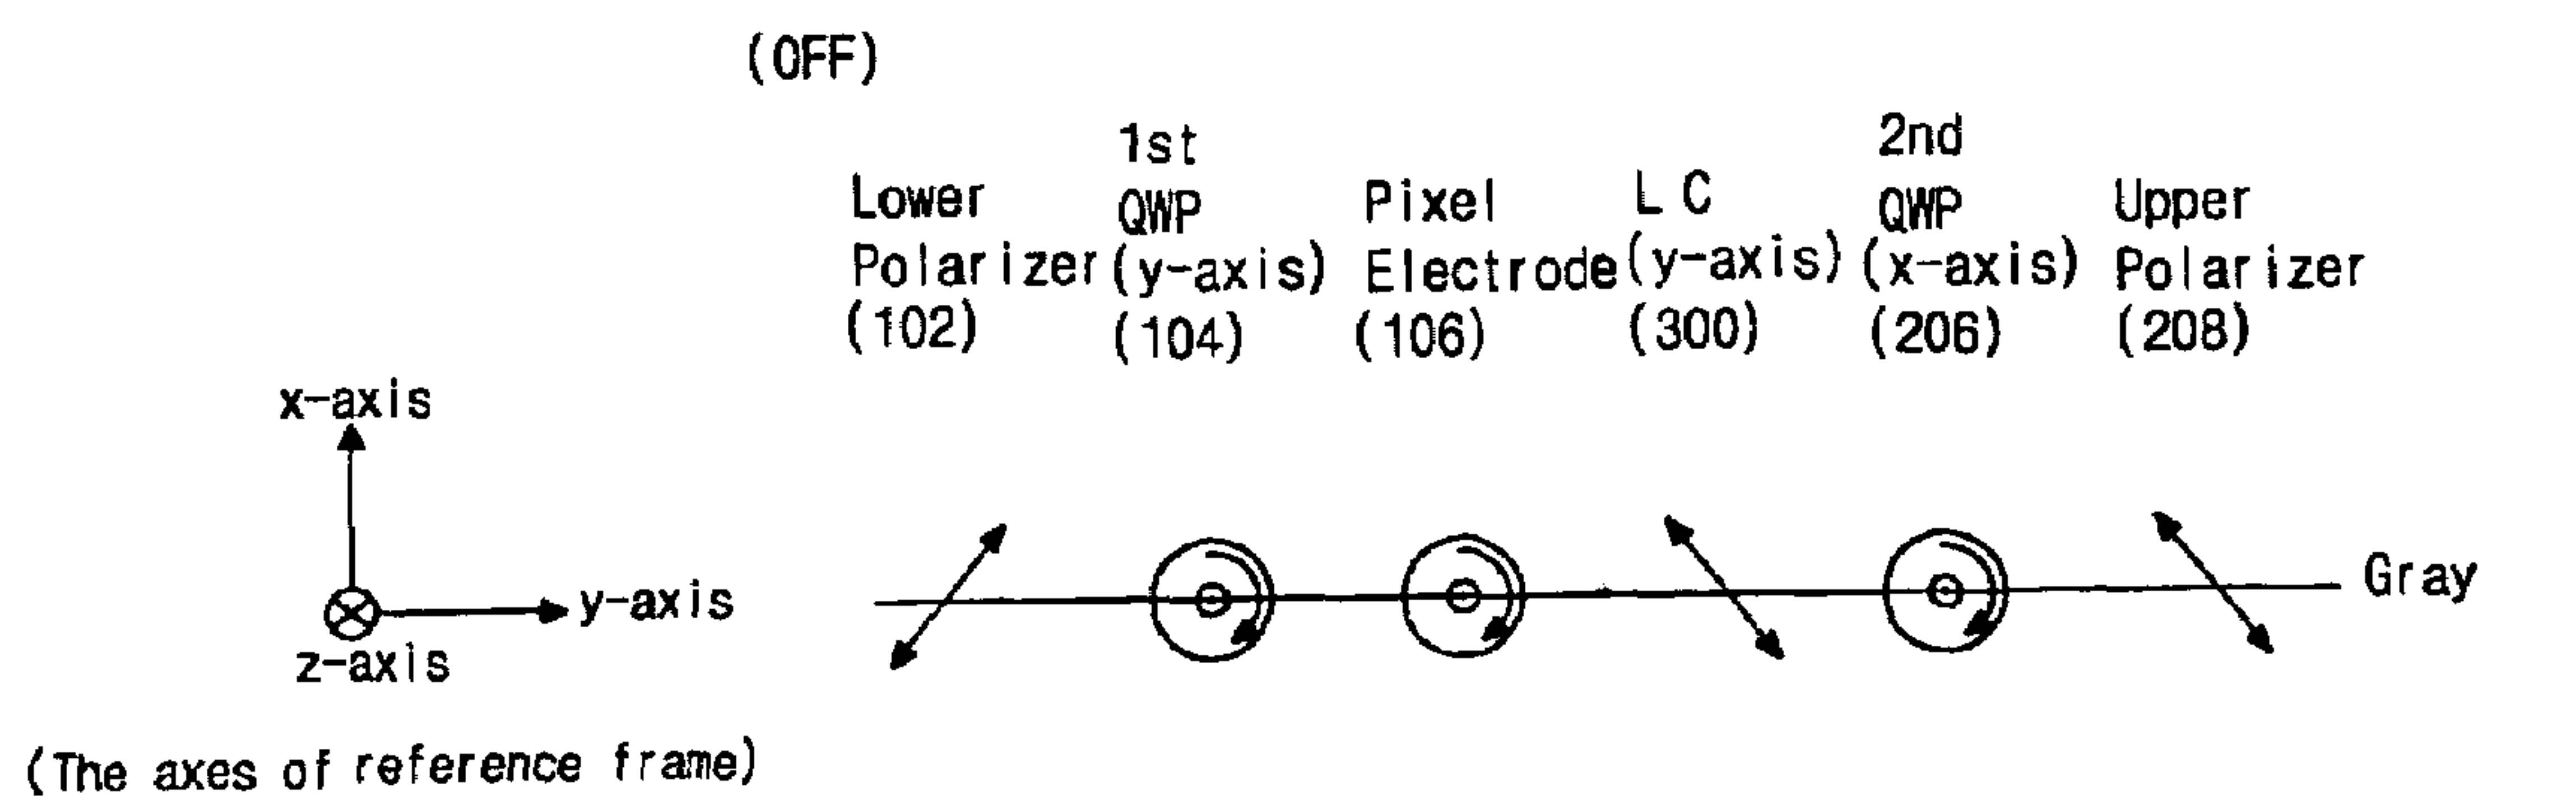 (OFF)
Lower
Polarizer
(102)
1st
QWP
(y-axis)
(104)
Pixel
Electrode
(106)
LC
(y-axis)
(300)
2nd
QWP
(x-axis)
(206)
Upper
Polarizer
(208)
x-axis
y-axis
z-axis
Gray
(The axes of reference frame)